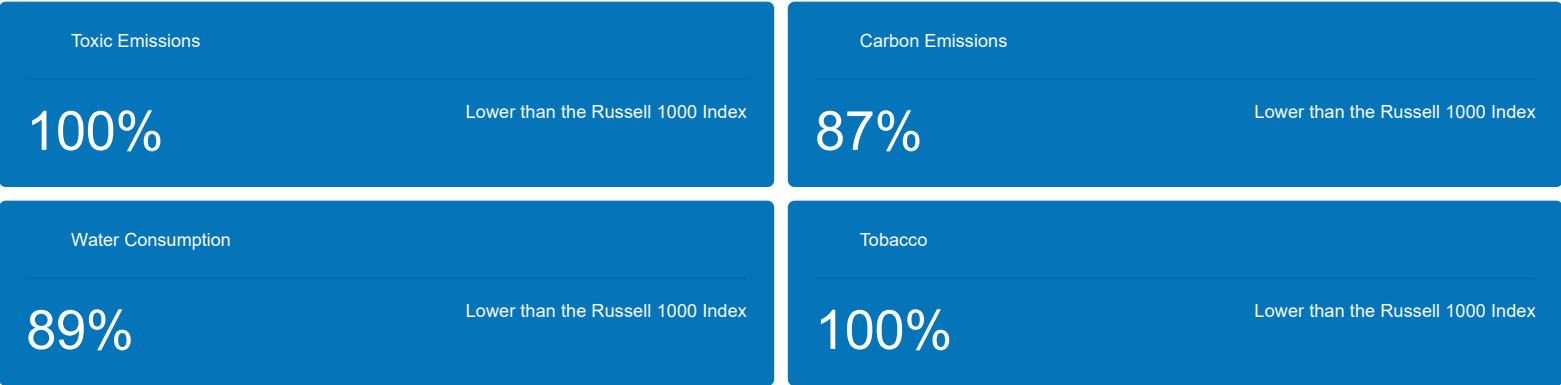 Toxic Emissions
100%
Lower than the Russell 1000 Index
Carbon Emissions
87%
Lower than the Russell 1000 Index
Water Consumption
89%
Lower than the Russell 1000 Index
Tobacco
100%
Lower than the Russell 1000 Index